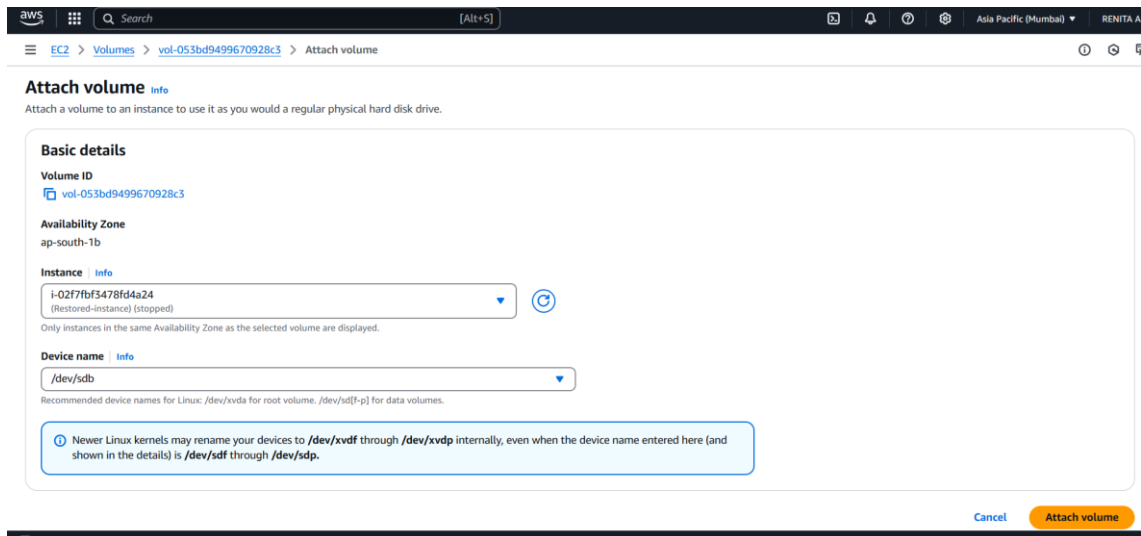 aws
Search [Alt+S] Asia Pacific (Mumbai) RENITA A
EC2 > Volumes > vol-053bd9499670928c3 > Attach volume
Attach volume Info
Attach a volume to an instance to use it as you would a regular physical hard disk drive.
Basic details
Volume ID
vol-053bd9499670928c3
Availability Zone
ap-south-1b
Instance | Info
i-02f7fbf3478fd4a24
(Restored-instance) (stopped)
Only instances in the same Availability Zone as the selected volume are displayed.
Device name | Info
/dev/sdb
Recommended device names for Linux: /dev/xvda for root volume. /dev/sd[f-p] for data volumes.
Newer Linux kernels may rename your devices to /dev/xvdf through /dev/xvdp internally, even when the device name entered here (and
shown in the details) is /dev/sdf through /dev/sdp.
Cancel Attach volume